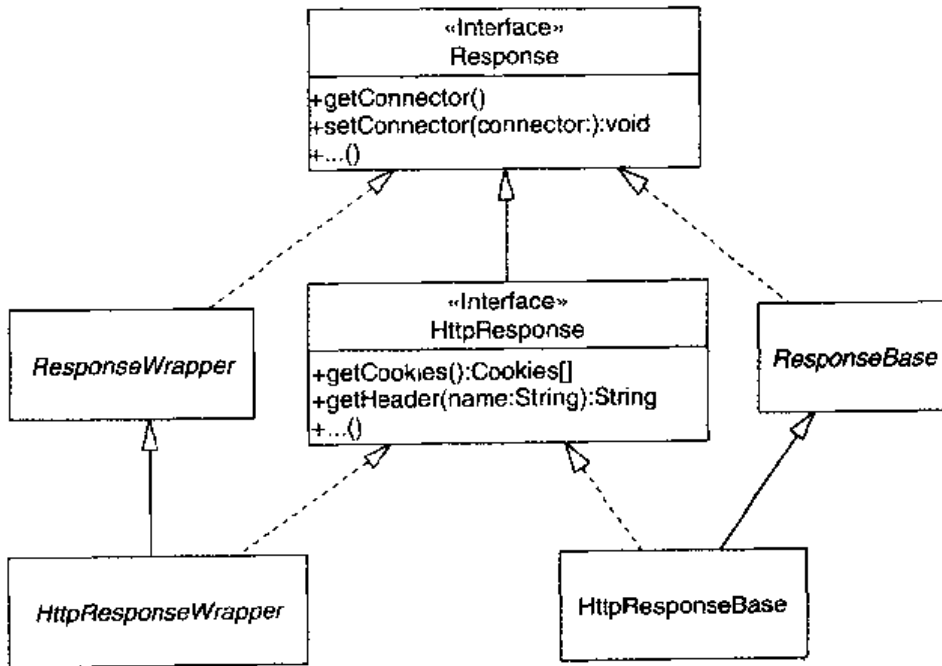 «Interface»
Response
+getConnector()
+setConnector(connector:):void
+...()
«Interface»
HttpResponse
+getCookies():Cookies[]
+getHeader(name:String):String
+...()
ResponseWrapper
ResponseBase
HttpResponseWrapper
HttpResponseBase